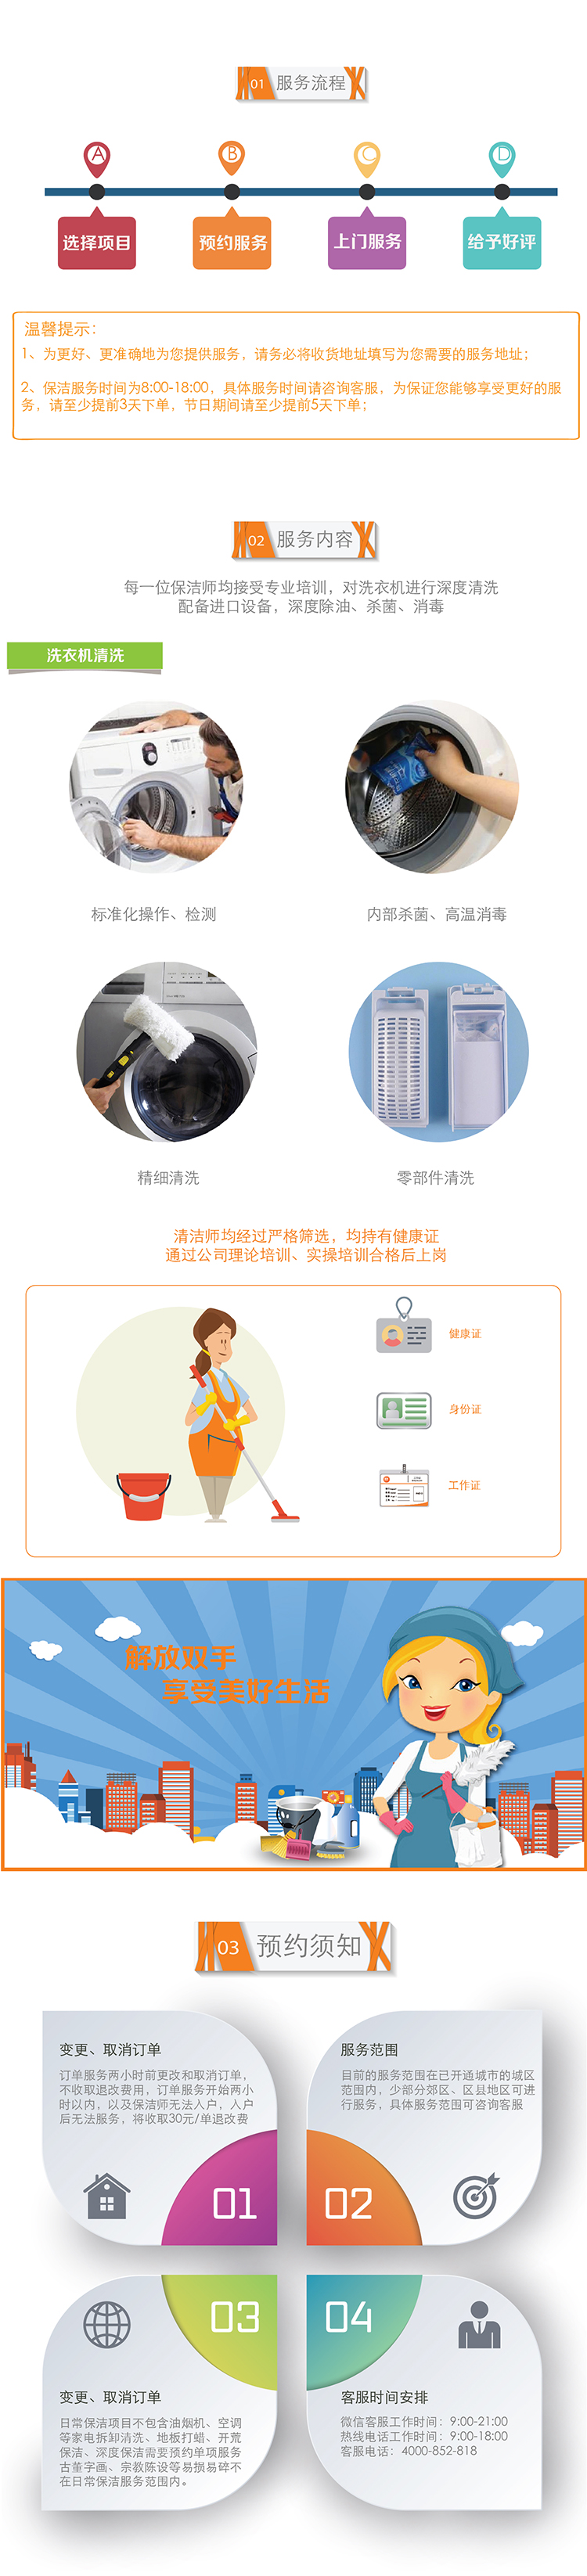 01 服务流程
A
B
C
D
选择项目
预约服务
上门服务
给予好评
温馨提示：
1、为更好、更准确地为您提供服务，请务必将收货地址填写为您需要的服务地址；
2、保洁服务时间为8:00-18:00，具体服务时间请咨询客服，为保证您能够享受更好的服
务，请至少提前3天下单，节日期间请至少提前5天下单；
02 服务内容
每一位保洁师均接受专业培训，对洗衣机进行深度清洗
配备进口设备，深度除油、杀菌、消毒
洗衣机清洗
标准化操作、检测
内部杀菌、高温消毒
精细清洗
零部件清洗
清洁师均经过严格筛选，均持有健康证
通过公司理论培训、实操培训合格后上岗
健康证
身份证
工作证
解放双手
享受美好生活
03 预约须知
变更、取消订单
订单服务两小时前更改和取消订单，
不收取退改费用，订单服务开始两小
时以内，以及保洁师无法入户，入户
后无法服务，将收取30元/单退改费
01
服务范围
目前的服务范围在已开通城市的城区
范围内，少部分郊区、区县地区可进
行服务，具体服务范围可咨询客服
02
03
变更、取消订单
日常保洁项目不包含油烟机、空调
等家电拆卸清洗、地板打蜡、开荒
保洁、深度保洁需要预约单项服务
古董字画、宗教陈设等易损易碎不
在日常保洁服务范围内。
04
客服时间安排
微信客服工作时间：9:00-21:00
热线电话工作时间：9:00-18:00
客服电话：4000-852-818